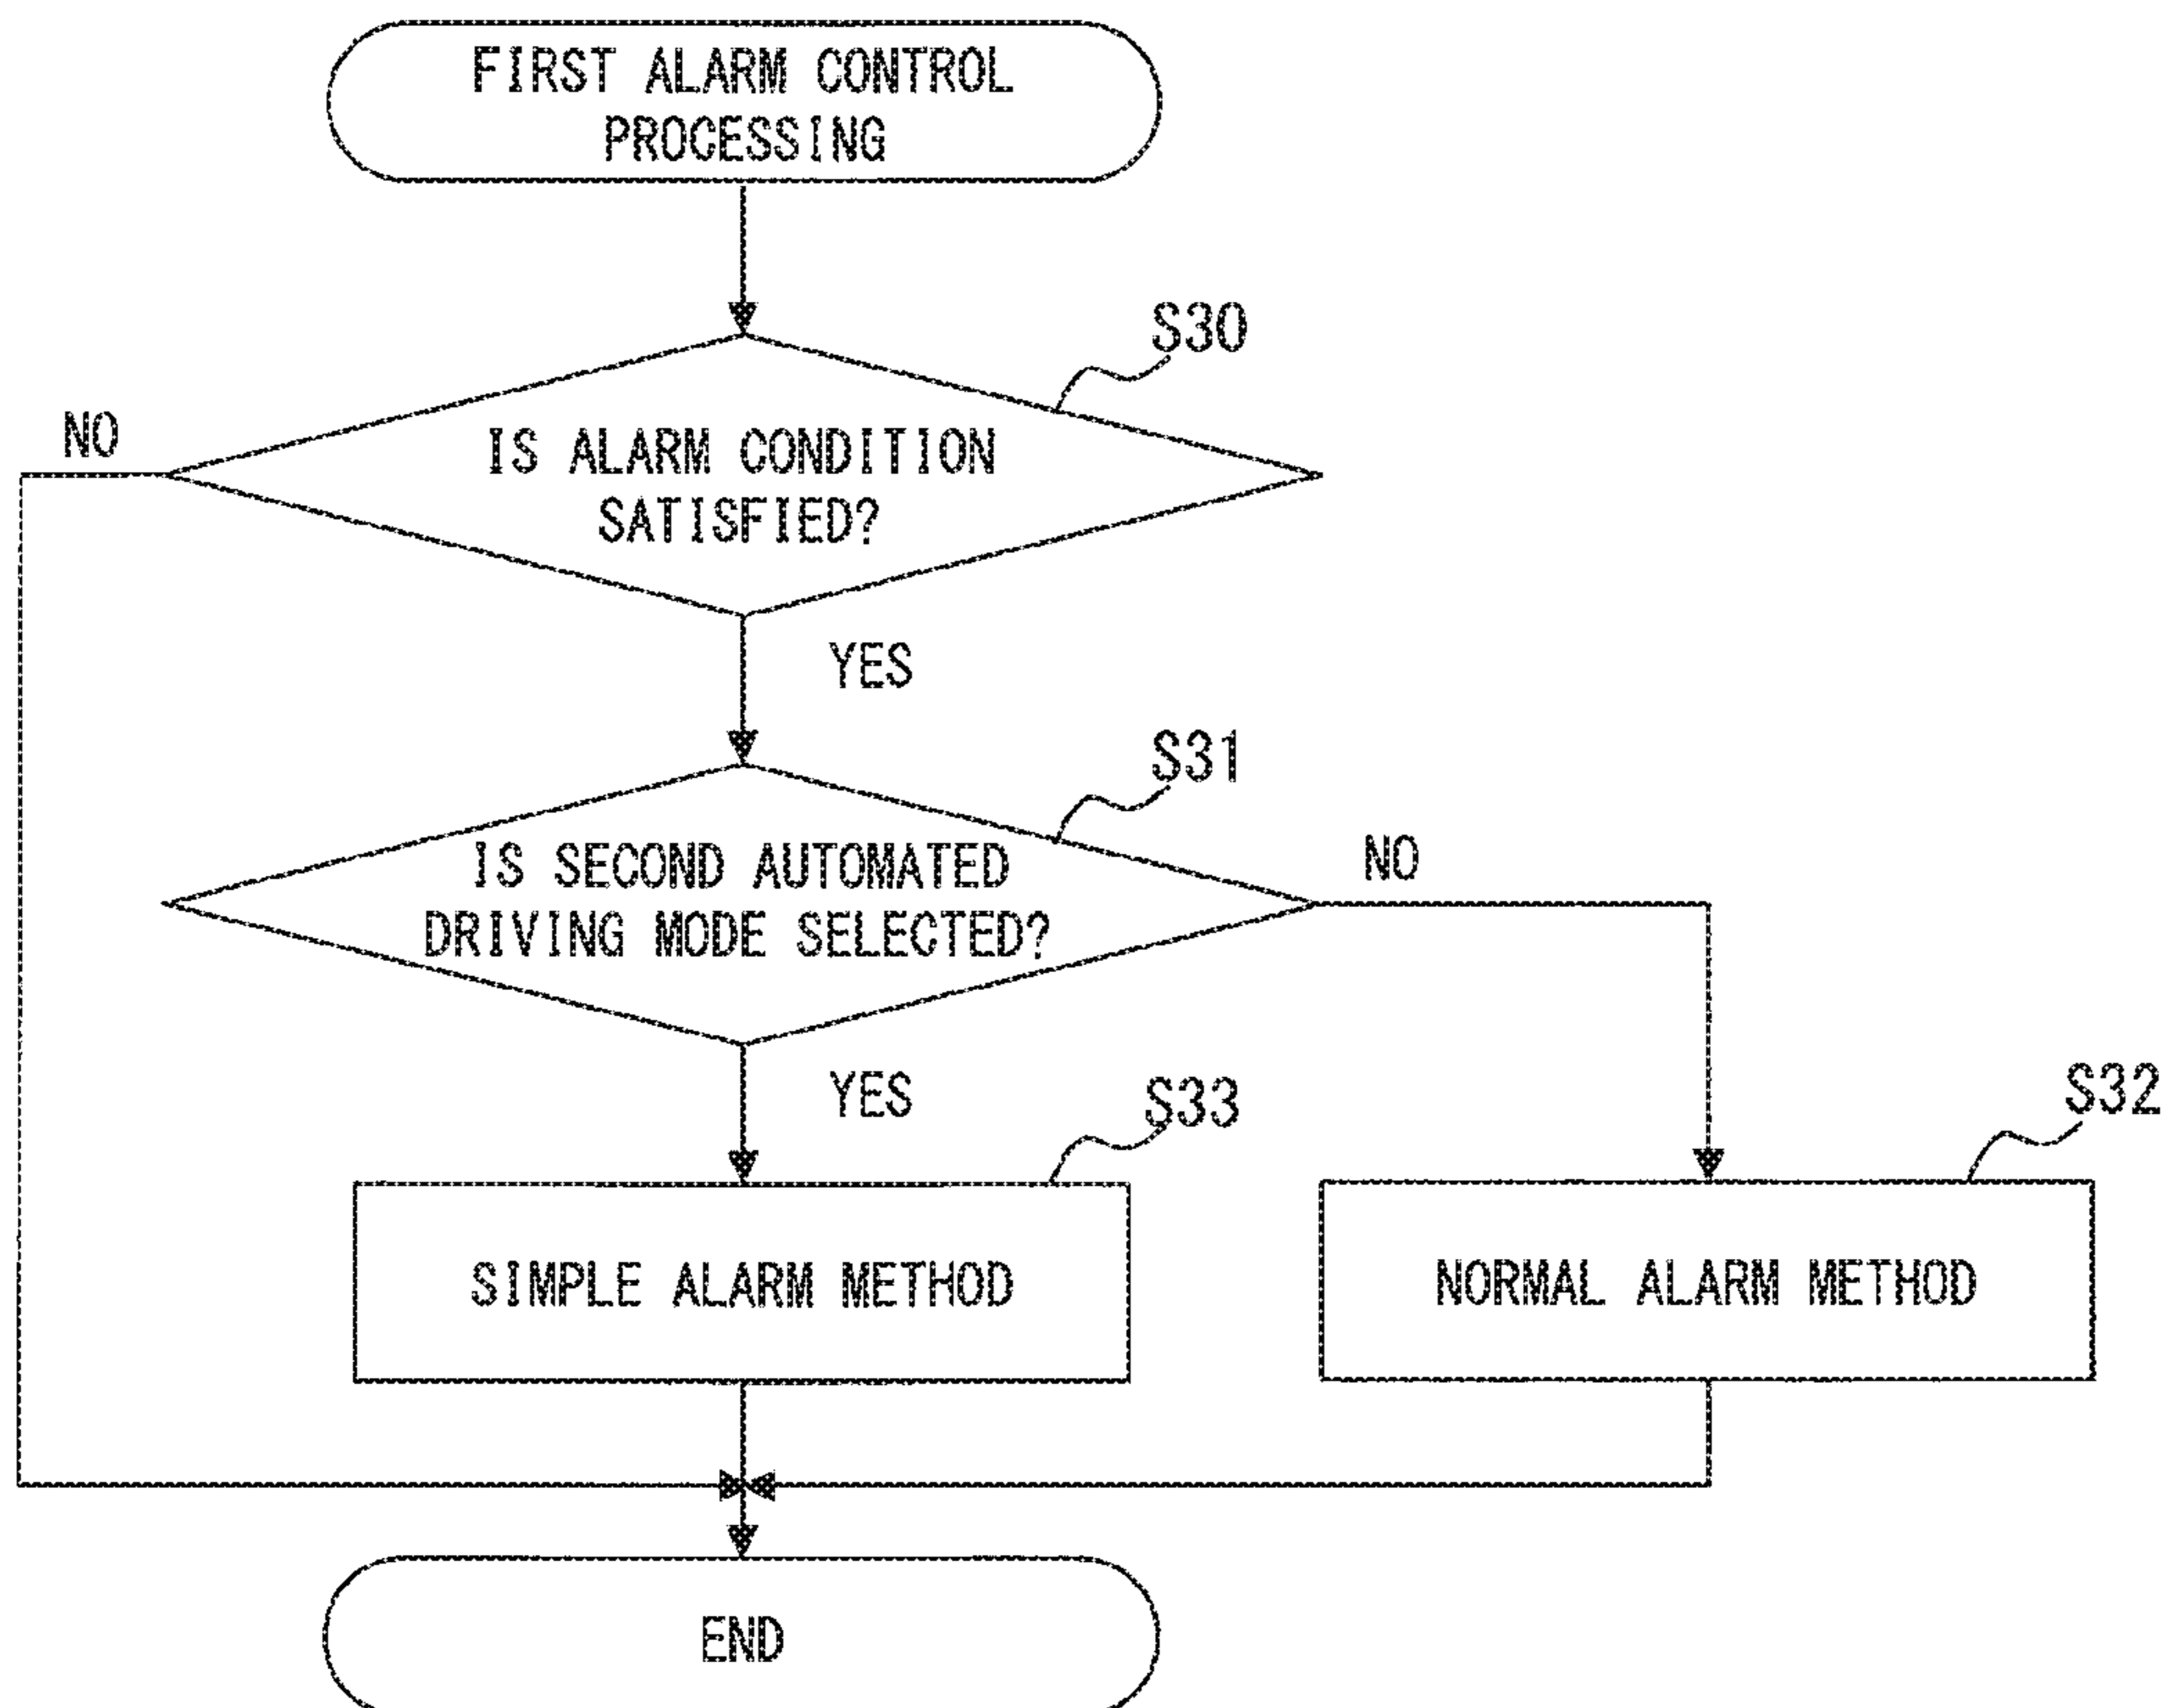 FIRST ALARM CONTROL
PROCESSING
S30
NO
IS ALARM CONDITION
SATISFIED?
YES
S31
IS SECOND AUTOMATED
DRIVING MODE SELECTED?
NO
YES
S33
S32
SIMPLE ALARM METHOD
NORMAL ALARM METHOD
END